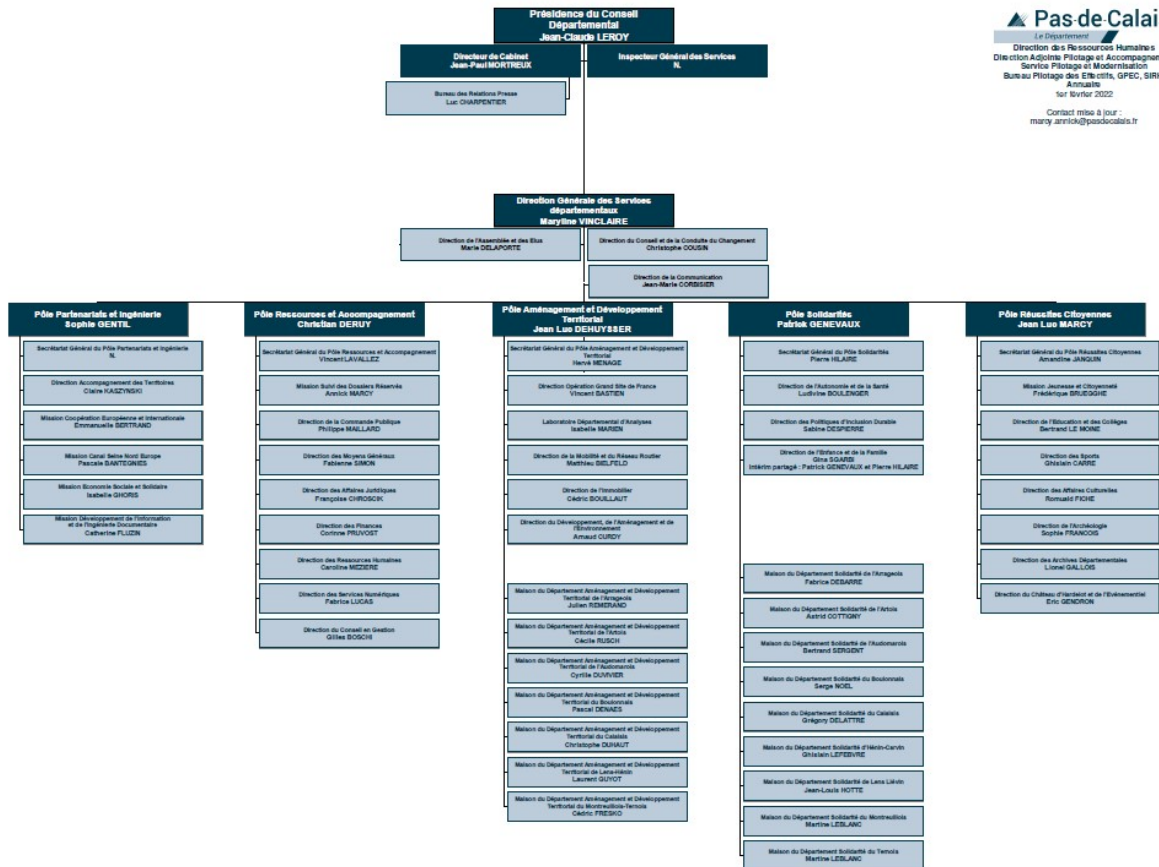 Présidence du Conseil
Départemental
Jean-Claude LEROY
Directeur de Cabinet
Jean-Paul MORTREUX
Inspecteur Général des Services
N.
Bureau des Relations Presse
Luc CHARPENTIER
Pas-de-Calai
Le Département
Direction des Ressources Humaines
Direction Adjointe Pilotage et Accompagnem
Service Pilotage et Modernisation
Bureau Pilotage des Effectifs, GPEC, SIRH
Annuaire
1er février 2022
Contact mise à jour :
marcy.annick@pasdecalais.fr
Direction Générale des Services
départementaux
Maryline VINCLAIRE
Direction de l'Assemblée et des Elus
Marie DELAPORTE
Direction du Conseil et de la Conduite du Changement
Christophe COUSIN
Direction de la Communication
Jean-Marie CORBISIER
Pôle Partenariats et Ingénierie
Sophie GENTIL
Secrétariat Général du Pôle Partenariats et Ingénierie
N.
Direction Accompagnement des Territoires
Claire KASZYNSKI
Mission Coopération Européenne et Internationale
Emmanuelle BERTRAND
Mission Canal Seine Nord Europe
Pascale BANTEGNIES
Mission Economie Sociale et Solidaire
Isabelle GHORIS
Mission Développement de l'Information
et de l'Ingénierie Documentaire
Catherine FLUZIN
Pôle Ressources et Accompagnement
Christian DERUY
Secrétariat Général du Pôle Ressources et Accompagnement
Vincent LAVALLEZ
Mission Suivi des Dossiers Réservés
Annick MARCY
Direction de la Commande Publique
Philippe MAILLARD
Direction des Moyens Généraux
Fabienne SIMON
Direction des Affaires Juridiques
Françoise CHROSCIK
Direction des Finances
Corinne PRUVOST
Direction des Ressources Humaines
Caroline MEZIERE
Direction des Services Numériques
Fabrice LUCAS
Direction du Conseil en Gestion
Gilles BOSCHI
Pôle Aménagement et Développement
Territorial
Jean Luc DEHUYSSER
Secrétariat Général du Pôle Aménagement et Développement
Territorial
Hervé MENAGE
Direction Opération Grand Site de France
Vincent BASTIEN
Laboratoire Départemental d'Analyses
Isabelle MARIEN
Direction de la Mobilité et du Réseau Routier
Matthieu BIELFELD
Direction de l'Immobilier
Cédric BOUILLAUT
Direction du Développement, de l'Aménagement et de
l'Environnement
Arnaud CURDY
Maison du Département Aménagement et Développement
Territorial de l'Arrageois
Julien REMERAND
Maison du Département Aménagement et Développement
Territorial de l'Artois
Cécile RUSCH
Maison du Département Aménagement et Développement
Territorial de l'Audomarois
Cyrille DUVIVIER
Maison du Département Aménagement et Développement
Territorial du Boulonnais
Pascal DENAES
Maison du Département Aménagement et Développement
Territorial du Calaisis
Christophe DUHAUT
Maison du Département Aménagement et Développement
Territorial de Lens-Hénin
Laurent GUYOT
Maison du Département Aménagement et Développement
Territorial du Montreuillois-Ternois
Cédric FRESKO
Pôle Solidarités
Patrick GENEVAUX
Secrétariat Général du Pôle Solidarités
Pierre HILAIRE
Direction de l'Autonomie et de la Santé
Ludivine BOULENGER
Direction des Politiques d'Inclusion Durable
Sabine DESPIERRE
Direction de l'Enfance et de la Famille
Gina SGARBI
Intérim partagé : Patrick GENEVAUX et Pierre HILAIRE
Maison du Département Solidarité de l'Arrageois
Fabrice DEBARRE
Maison du Département Solidarité de l'Artois
Astrid COTTIGNY
Maison du Département Solidarité de l'Audomarois
Bertrand SERGENT
Maison du Département Solidarité du Boulonnais
Serge NOEL
Maison du Département Solidarité du Calaisis
Grégory DELATTRE
Maison du Département Solidarité d'Hénin-Carvin
Ghislain LEFEBVRE
Maison du Département Solidarité de Lens Liévin
Jean-Louis HOTTE
Maison du Département Solidarité du Montreuillois
Martine LEBLANC
Maison du Département Solidarité du Ternois
Martine LEBLANC
Pôle Réussites Citoyennes
Jean Luc MARCY
Secrétariat Général du Pôle Réussites Citoyennes
Amandine JANQUIN
Mission Jeunesse et Citoyenneté
Frédérique BRUEGGHE
Direction de l'Education et des Collèges
Bertrand LE MOINE
Direction des Sports
Ghislain CARRE
Direction des Affaires Culturelles
Romuald FICHE
Direction de l'Archéologie
Sophie FRANCOIS
Direction des Archives Départementales
Lionel GALLOIS
Direction du Château d'Hardelot et de l'Evénementiel
Eric GENDRON